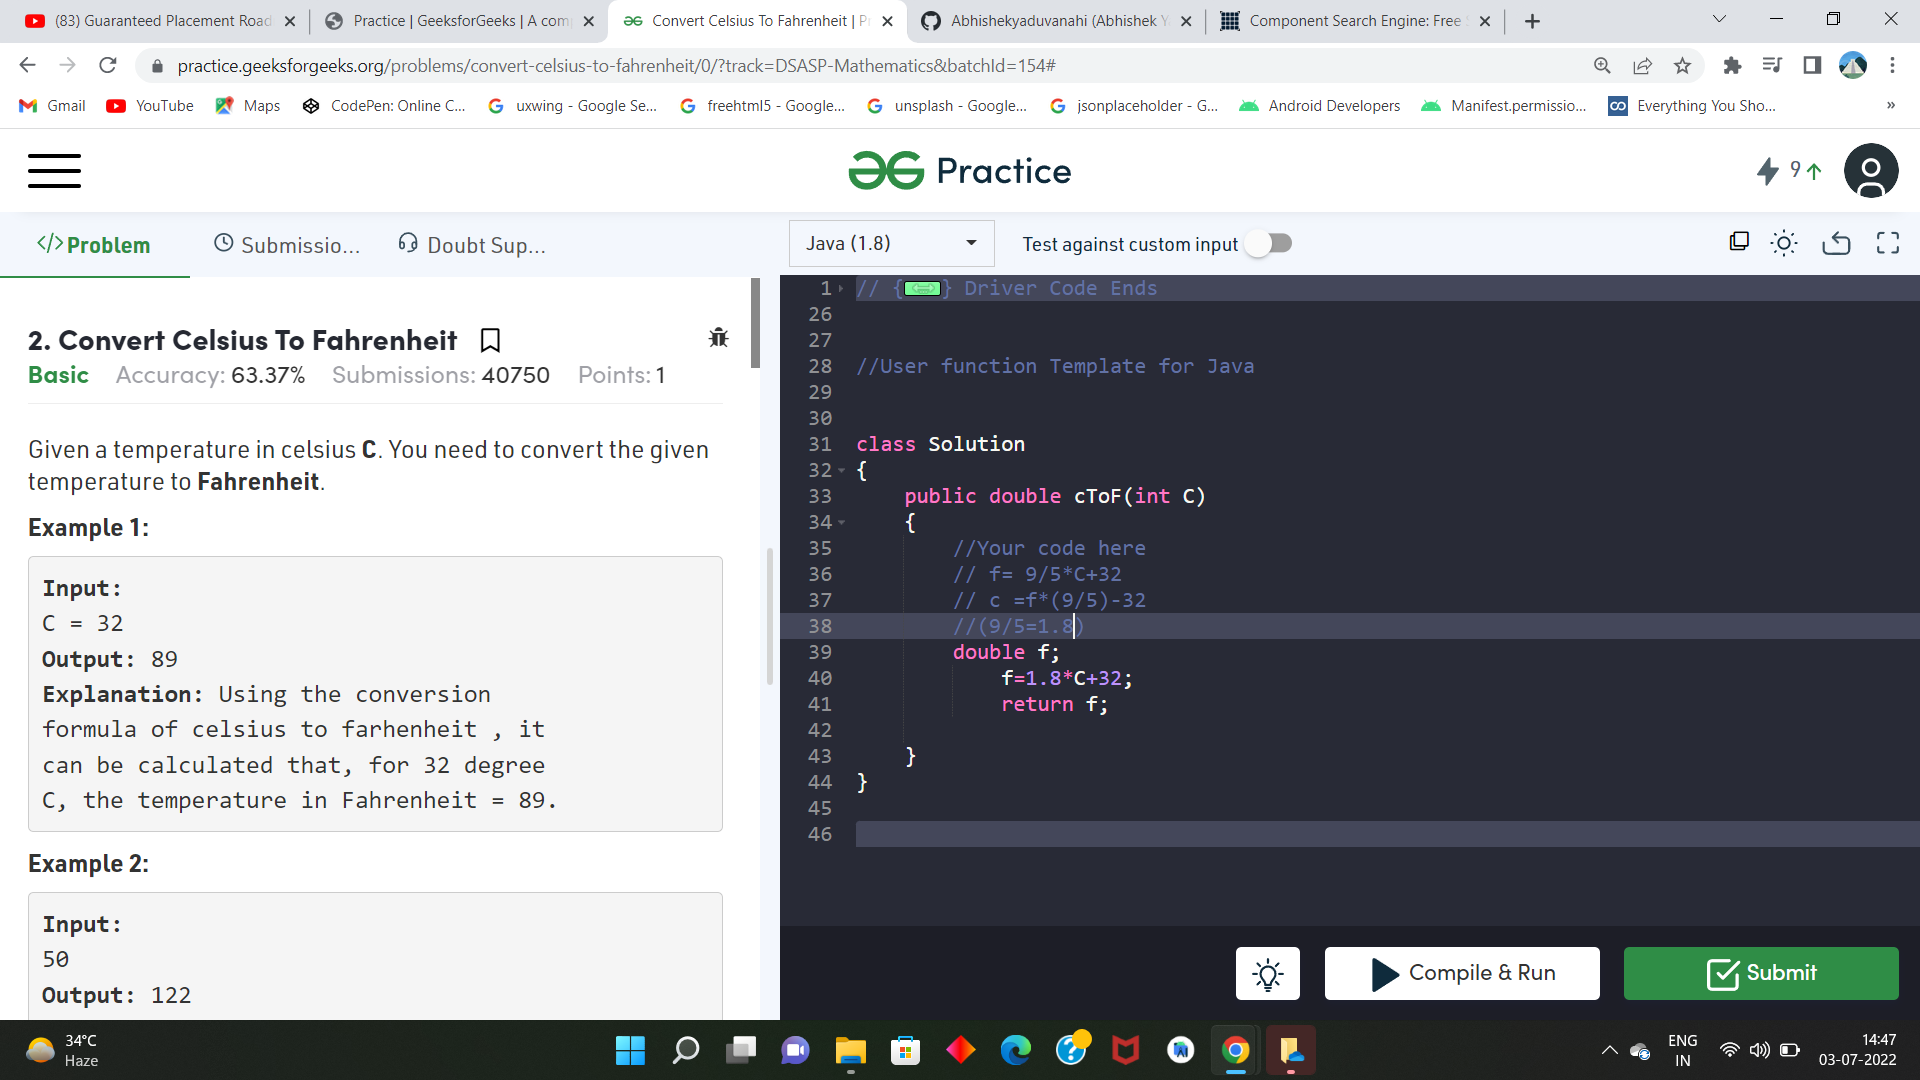 (83) Guaranteed Placement Road
Practice | GeeksforGeeks | A com
Convert Celsius To Fahrenheit | P
Abhishekyaduvanahi (Abhishek Y
Component Search Engine: Free
practice.geeksforgeeks.org/problems/convert-celsius-to-fahrenheit/0/?track=DSASP-Mathematics&batchId=154#
Gmail
YouTube
Maps
CodePen: Online C...
uxwing - Google Se...
freehtml5 - Google...
unsplash - Google...
jsonplaceholder - G...
Android Developers
Manifest.permissio...
Everything You Sho...
»
Practice
9
</>Problem
Submissio...
Doubt Sup...
Java (1.8)
Test against custom input
2. Convert Celsius To Fahrenheit
Basic Accuracy: 63.37% Submissions: 40750 Points: 1
Given a temperature in celsius C. You need to convert the given
temperature to Fahrenheit.
Example 1:
Input:
C = 32
Output: 89
Explanation: Using the conversion
formula of celsius to farhenheit , it
can be calculated that, for 32 degree
C, the temperature in Fahrenheit = 89.
Example 2:
Input:
50
Output: 122
1 // { } Driver Code Ends
26
27
28 //User function Template for Java
29
30
31 class Solution
32 {
33 public double cToF(int C)
34 {
35 //Your code here
36 // f= 9/5*C+32
37 // c =f*(9/5)-32
38 //(9/5=1.8)
39 double f;
40 f=1.8*C+32;
41 return f;
42
43 }
44 }
45
46
Compile & Run
Submit
34°C
Haze
ENG
IN
14:47
03-07-2022